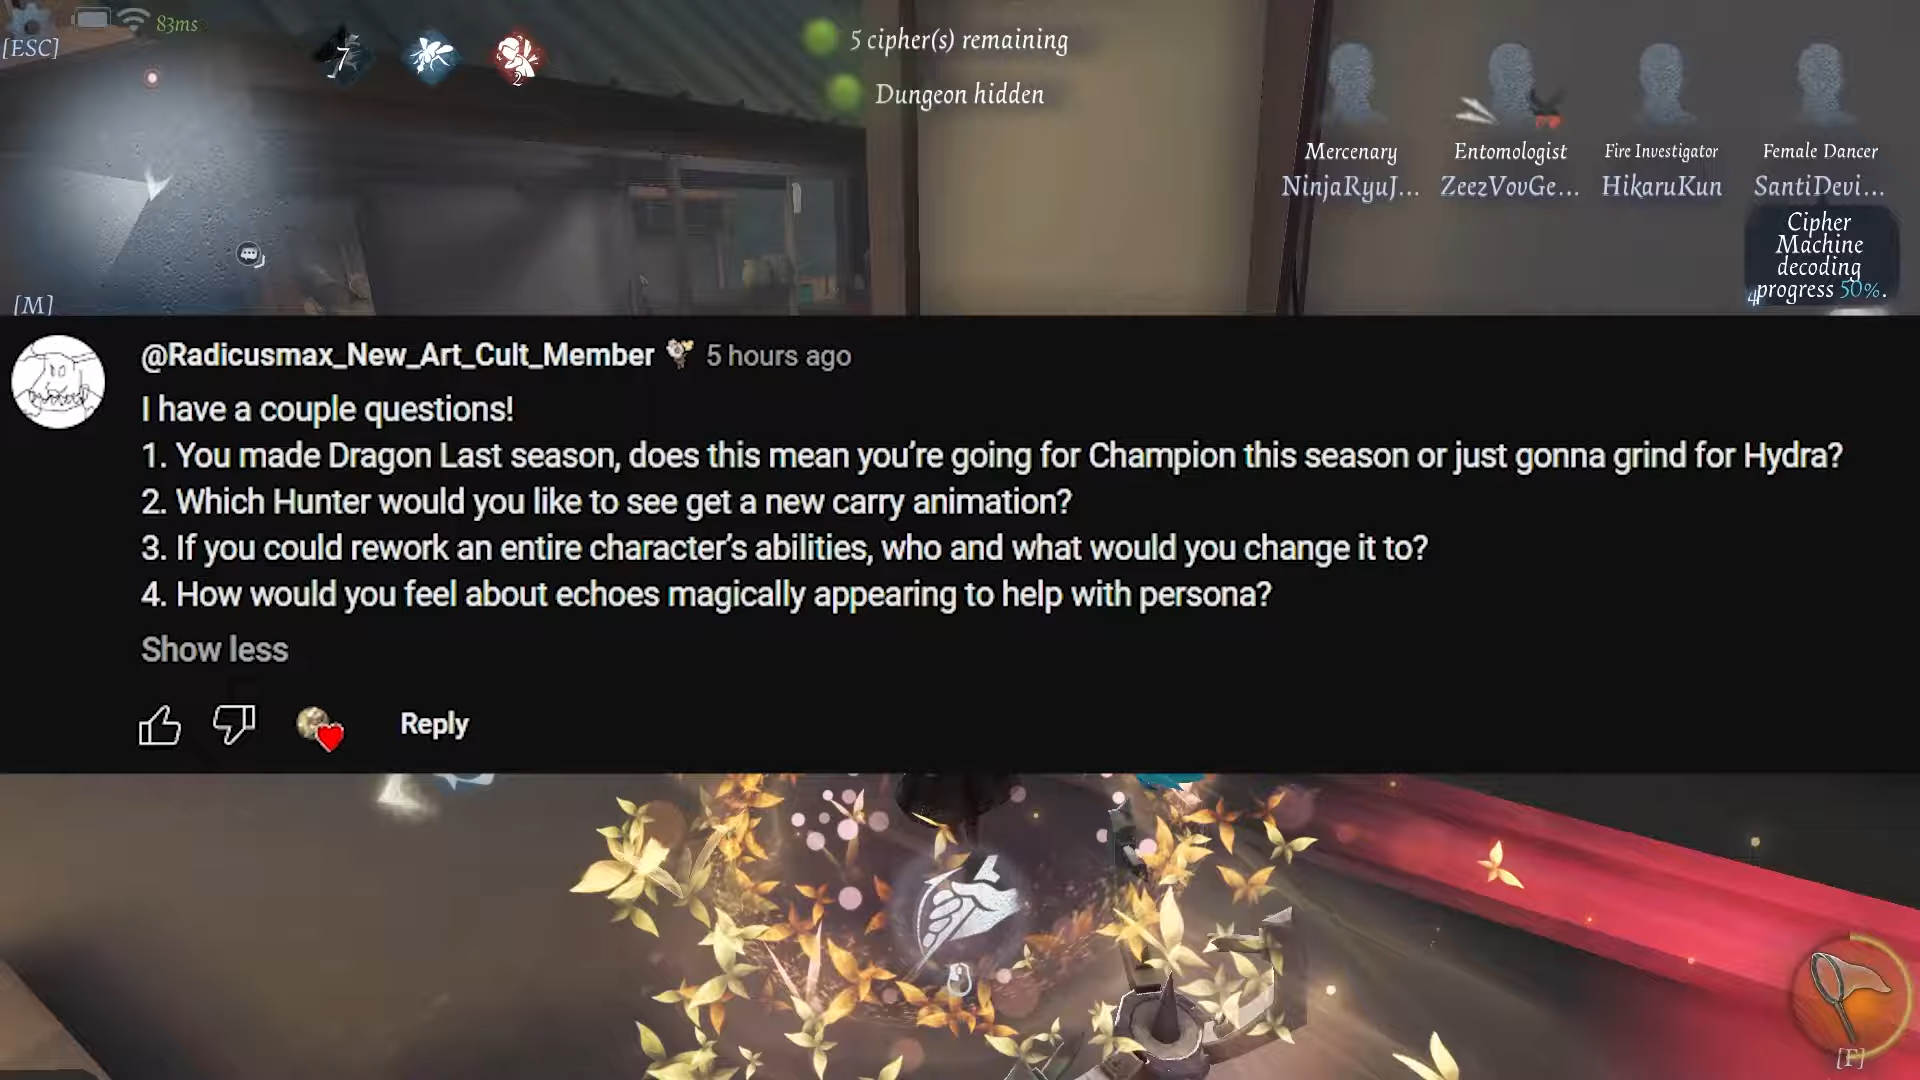 83ms
[ESC]
7
2
5 cipher(s) remaining
Dungeon hidden
Mercenary
NinjaRyuJ...
Entomologist
ZeezVovGe...
Fire Investigator
HikaruKun
Female Dancer
SantiDevi...
Cipher
Machine
decoding
progress 50%.
[M]
@Radicusmax_New_Art_Cult_Member 5 hours ago
I have a couple questions!
1. You made Dragon Last season, does this mean you’re going for Champion this season or just gonna grind for Hydra?
2. Which Hunter would you like to see get a new carry animation?
3. If you could rework an entire character’s abilities, who and what would you change it to?
4. How would you feel about echoes magically appearing to help with persona?
Show less
Reply
[F]